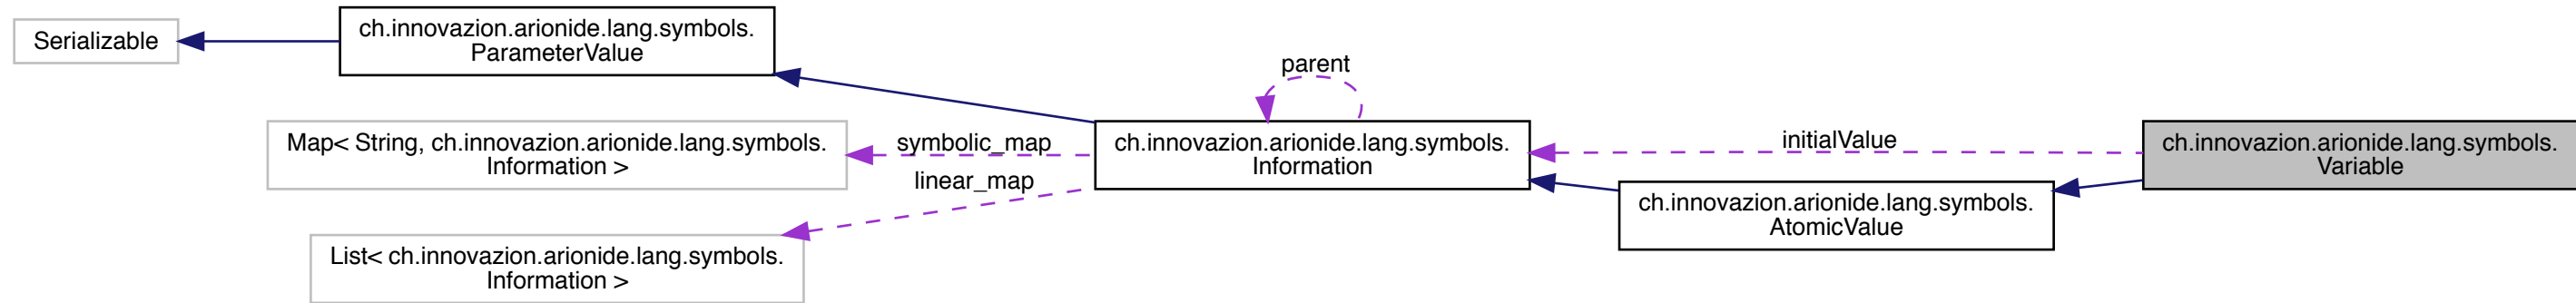 Serializable
ch.innovazion.arionide.lang.symbols.
ParameterValue
parent
Map< String, ch.innovazion.arionide.lang.symbols.
Information >
symbolic_map
linear_map
List< ch.innovazion.arionide.lang.symbols.
Information >
ch.innovazion.arionide.lang.symbols.
Information
initialValue
ch.innovazion.arionide.lang.symbols.
AtomicValue
ch.innovazion.arionide.lang.symbols.
Variable